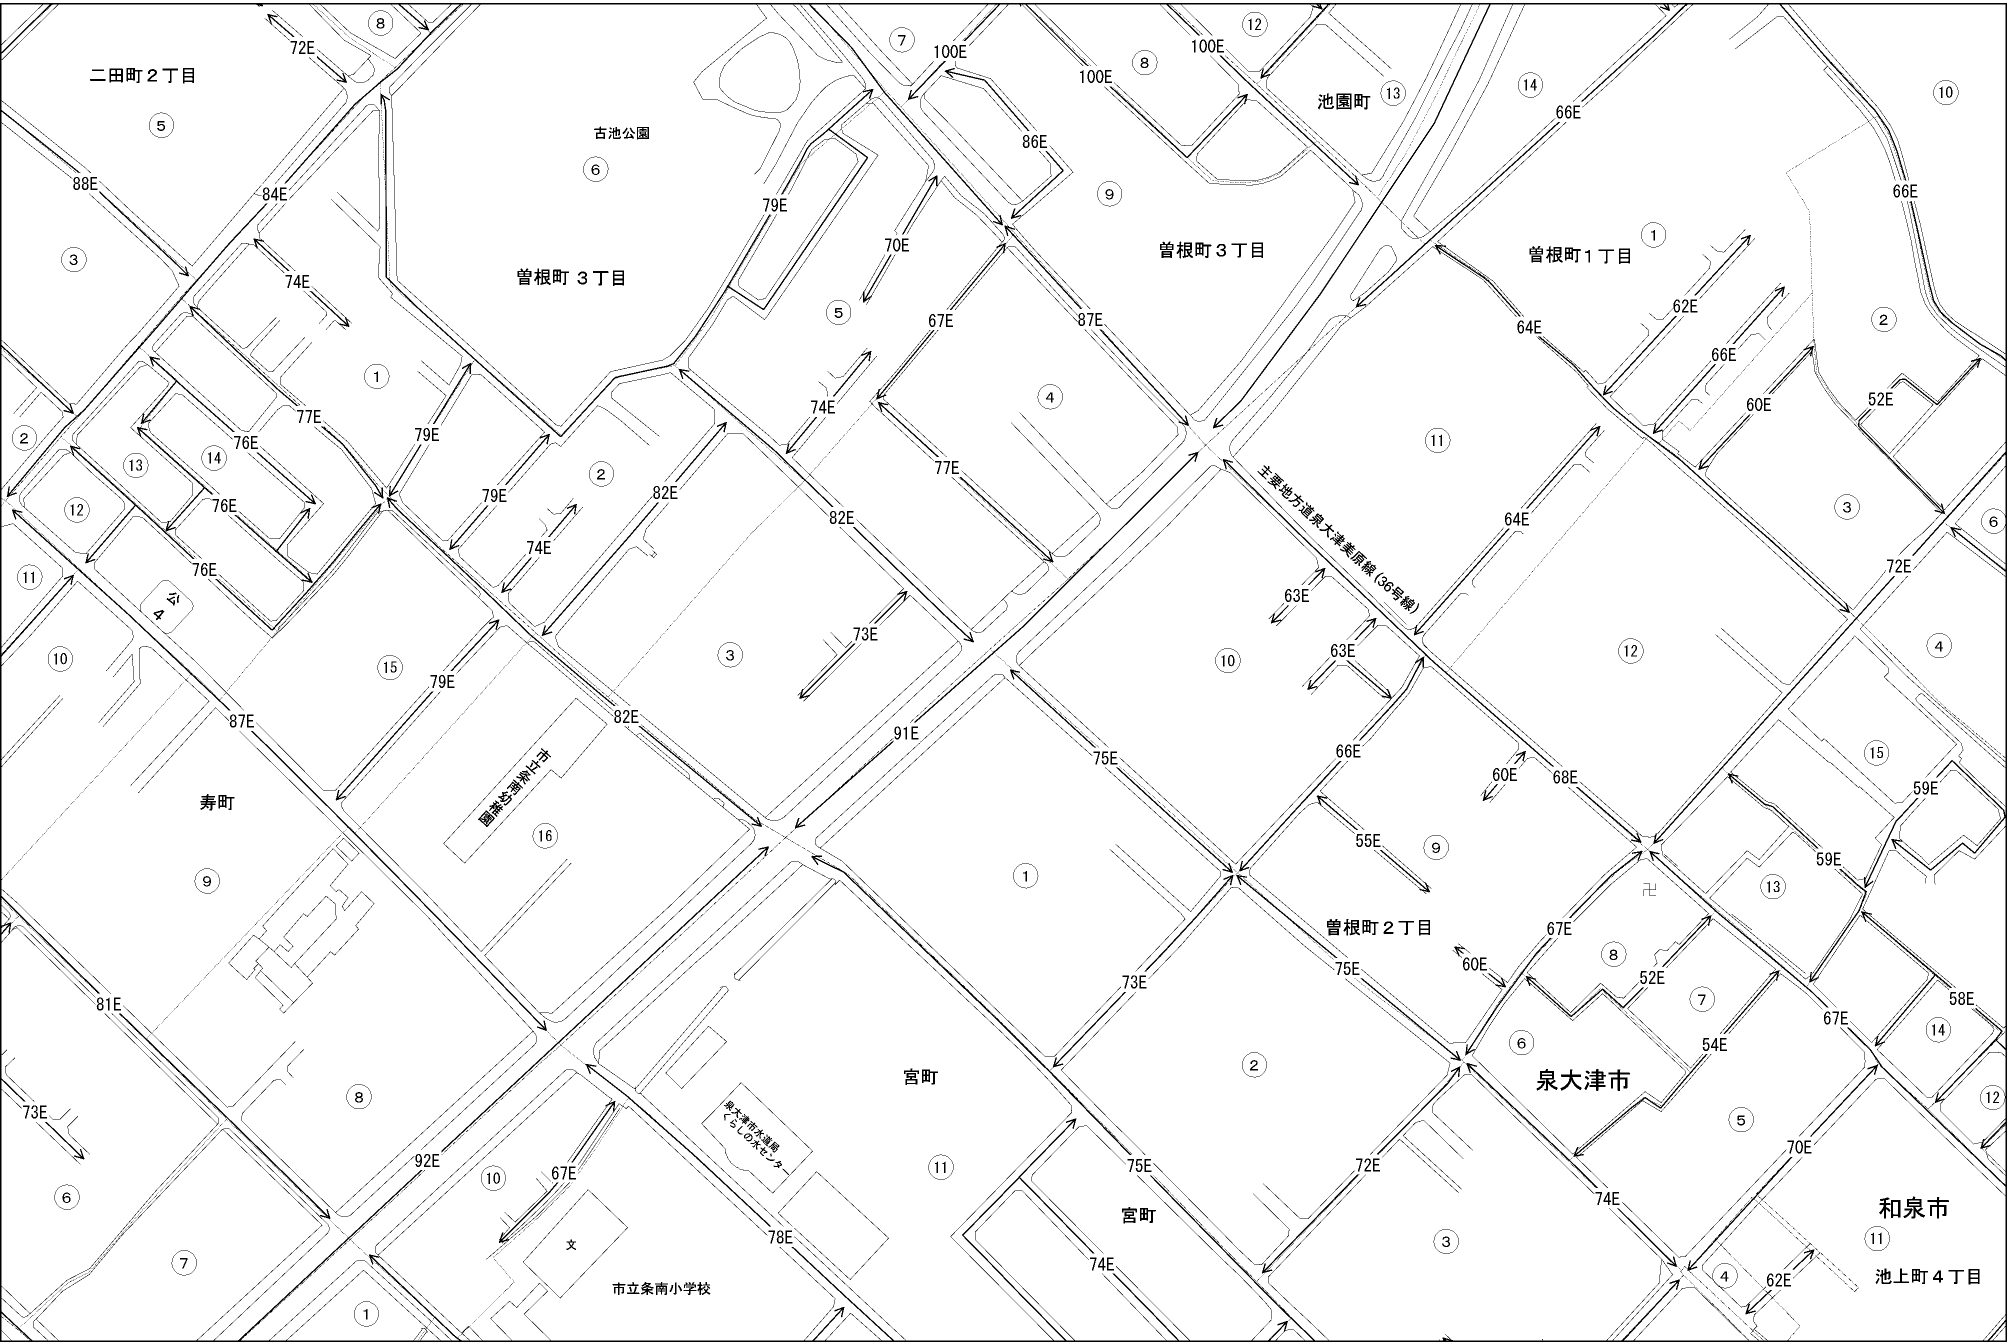 8
72E
7
100E
100E
12
100E
二田町２丁目
5
8
池園町
13
14
66E
10
古池公園
6
86E
88E
84E
79E
9
66E
3
74E
曽根町３丁目
70E
曽根町３丁目
曽根町１丁目
1
5
67E
87E
64E
62E
2
66E
1
77E
79E
74E
4
60E
52E
2
76E
13
14
11
12
76E
79E
2
82E
77E
82E
主要地方道泉大津美原線(36号線)
64E
3
6
76E
74E
11
公
4
72E
63E
10
15
79E
3
73E
10
63E
12
4
87E
82E
91E
75E
66E
60E
68E
15
59E
寿町
市立条南幼稚園
16
55E
9
59E
9
1
13
卍
曽根町２丁目
67E
8
81E
73E
75E
60E
52E
7
58E
67E
14
6
54E
2
宮町
泉大津市
8
12
73E
泉大津市水道局
くらしの水センター
5
92E
10
67E
11
75E
72E
70E
6
74E
和泉市
宮町
78E
文
3
11
7
74E
4
62E
池上町４丁目
市立条南小学校
1